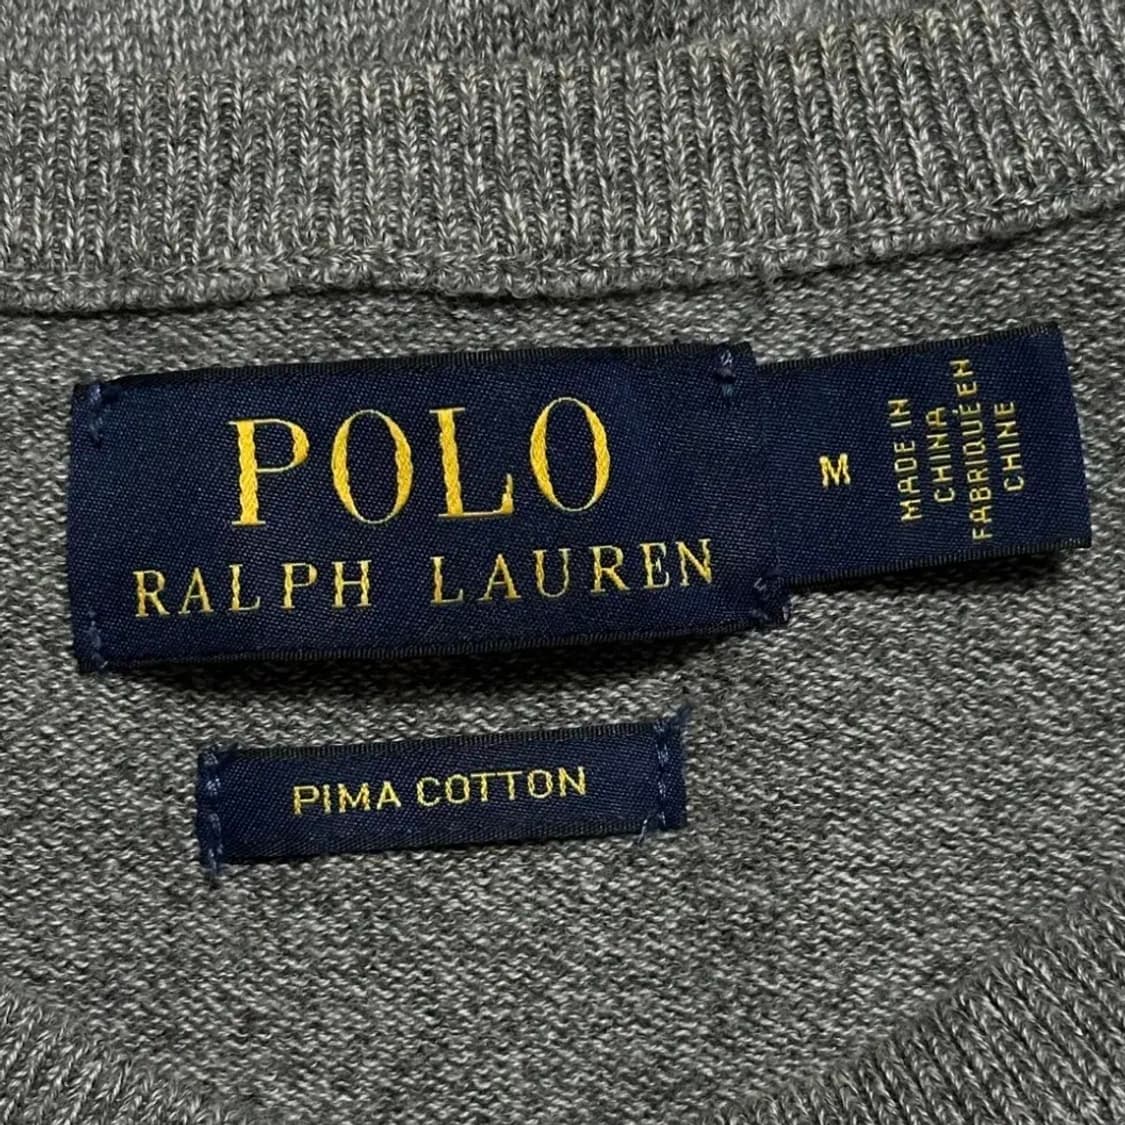 POLO
RALPH LAUREN
M
MADE IN
CHINA
FABRIQUÉ EN
CHINE
PIMA COTTON